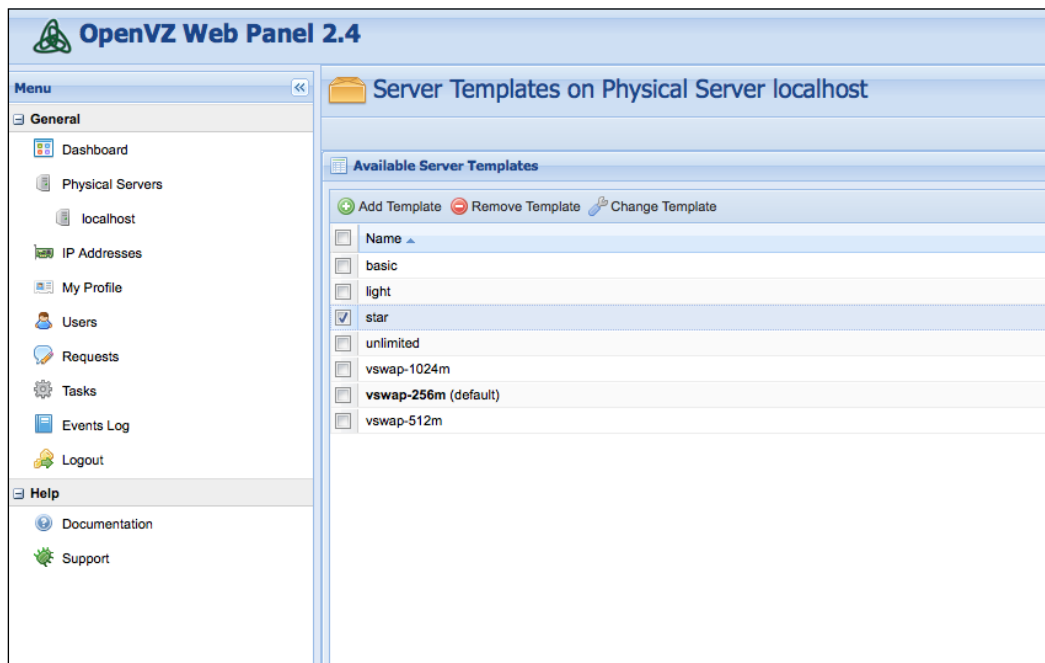 OpenVZ Web Panel 2.4
Menu
General
Dashboard
Physical Servers
localhost
IP Addresses
My Profile
Users
Requests
Tasks
Events Log
Logout
Help
Documentation
Support
Server Templates on Physical Server localhost
Available Server Templates
Add Template Remove Template Change Template
Name
basic
light
star
unlimited
vswap-1024m
vswap-256m (default)
vswap-512m